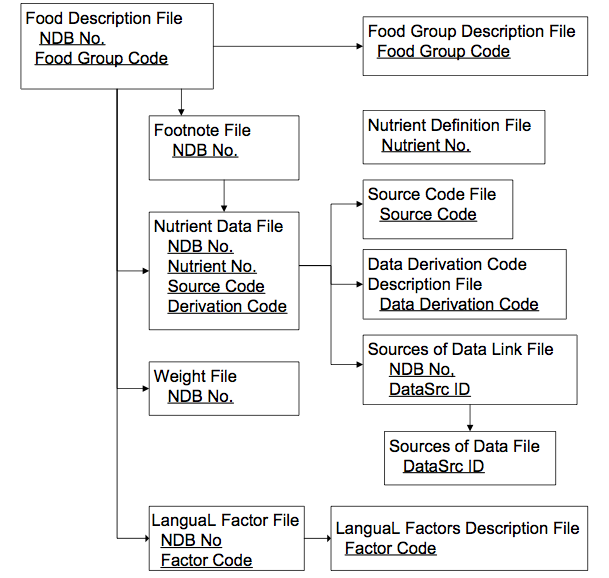 Food Description File
NDB No.
Food Group Code
Food Group Description File
Food Group Code
Footnote File
NDB No.
Nutrient Definition File
Nutrient No.
Nutrient Data File
NDB No.
Nutrient No.
Source Code
Derivation Code
Source Code File
Source Code
Data Derivation Code
Description File
Data Derivation Code
Sources of Data Link File
NDB No.
DataSrc ID
Weight File
NDB No.
Sources of Data File
DataSrc ID
LanguaL Factor File
NDB No
Factor Code
LanguaL Factors Description File
Factor Code